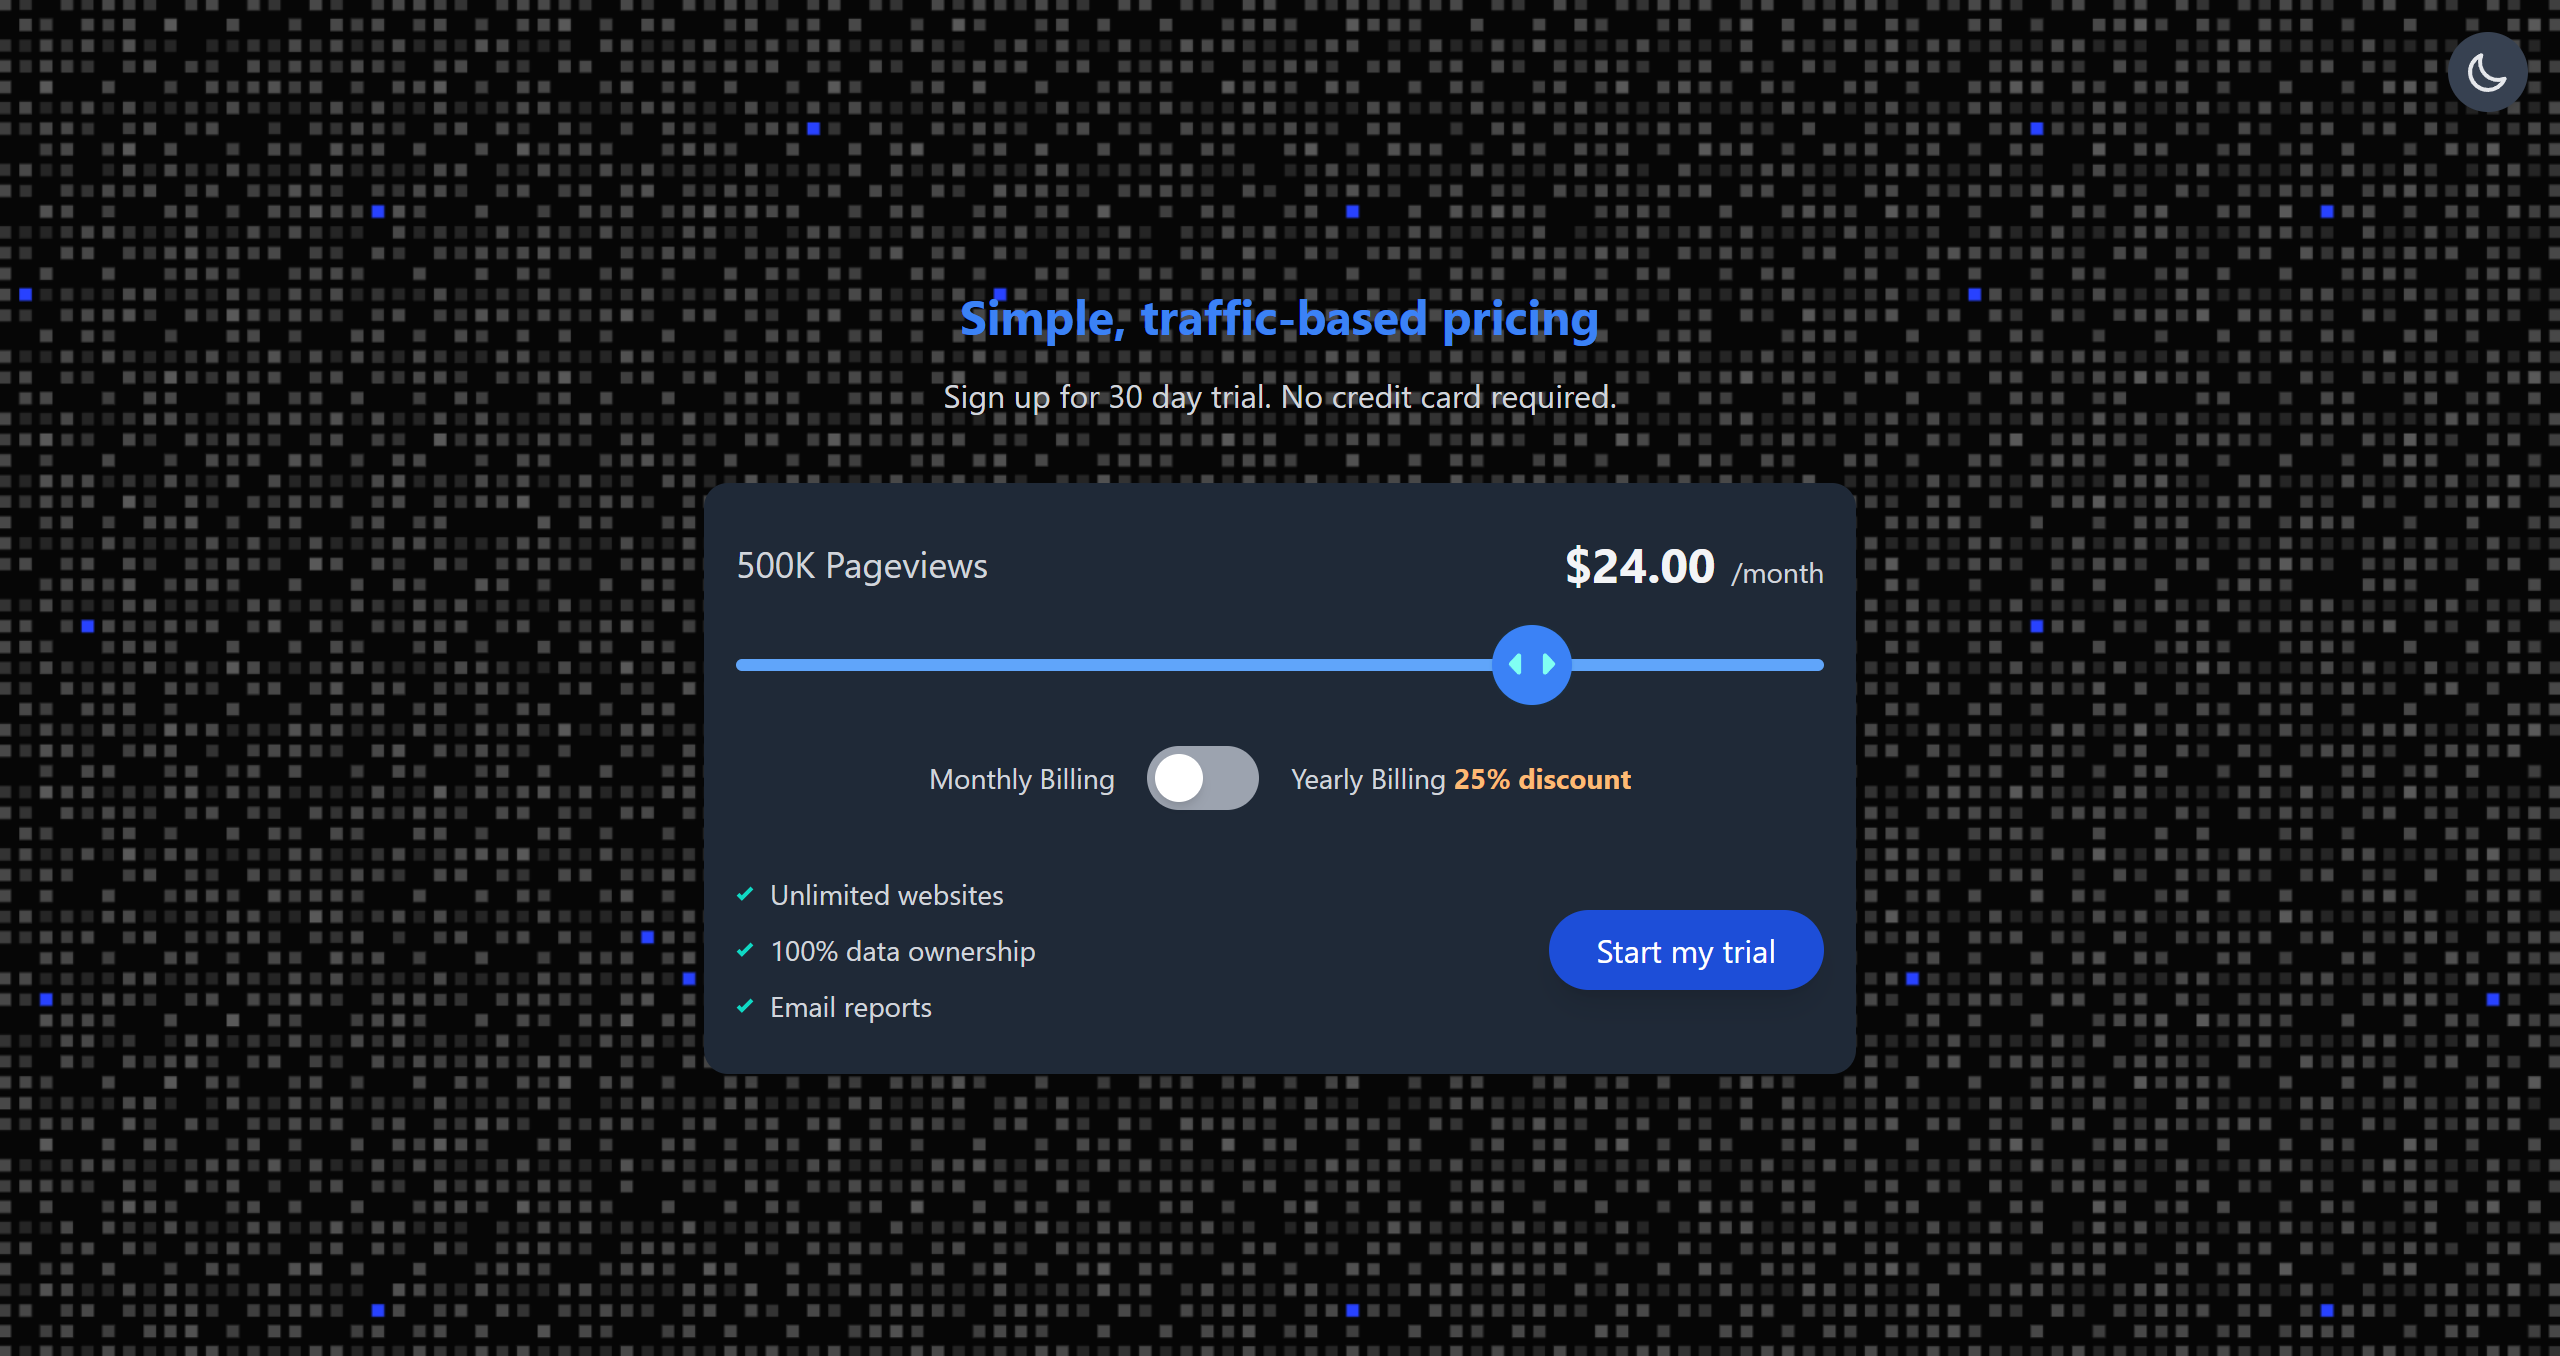 Simple, traffic-based pricing
Sign up for 30 day trial. No credit card required.
500K Pageviews
$24.00 /month
Monthly Billing
Yearly Billing 25% discount
Unlimited websites
100% data ownership
Email reports
Start my trial